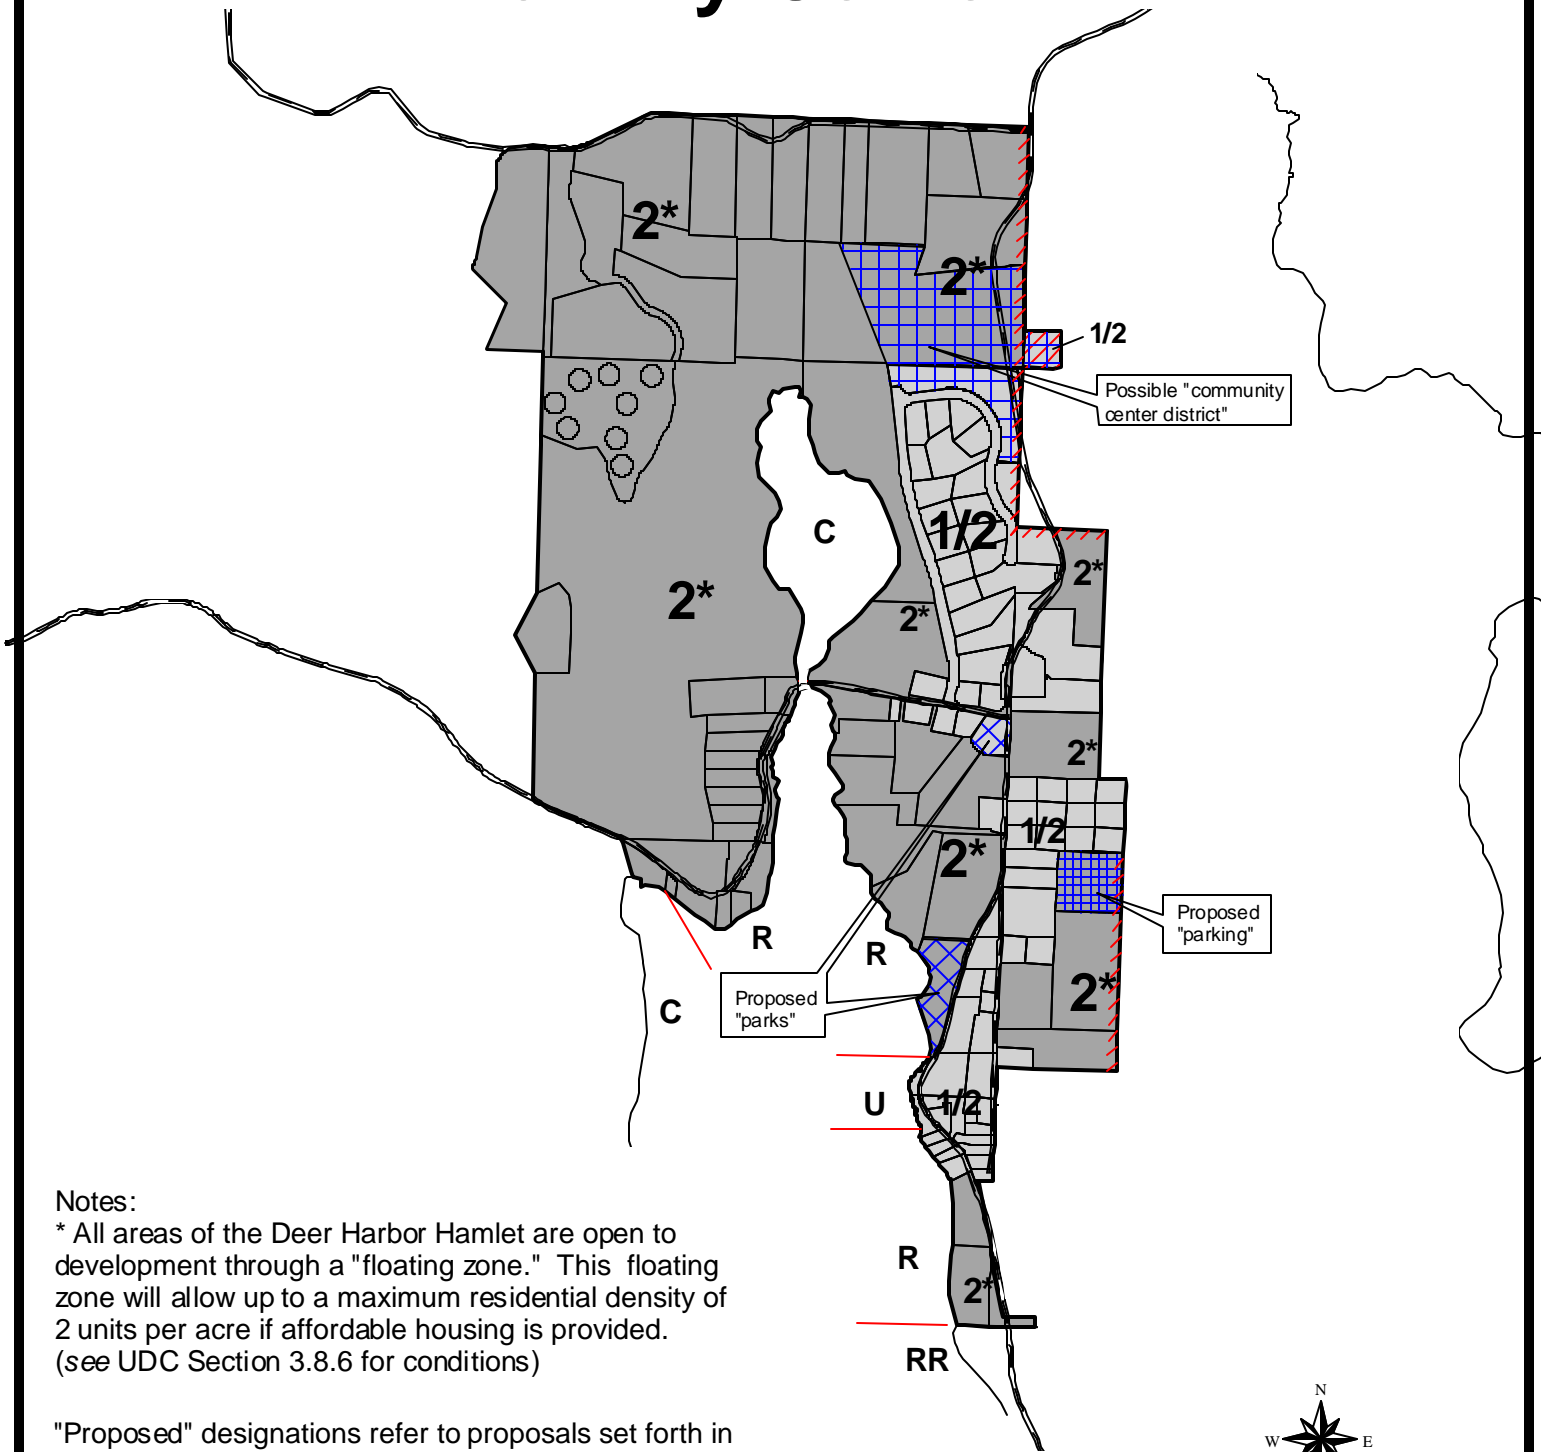 2*
2*
1/2
Possible "community
center district"
C
1/2
2*
2*
2*
2*
1/2
2*
Proposed
"parking"
R
R
2*
C
Proposed
"parks"
U
1/2
R
2*
RR
Notes:
* All areas of the Deer Harbor Hamlet are open to
development through a "floating zone." This floating
zone will allow up to a maximum residential density of
2 units per acre if affordable housing is provided.
(see UDC Section 3.8.6 for conditions)
"Proposed" designations refer to proposals set forth in
N
W E